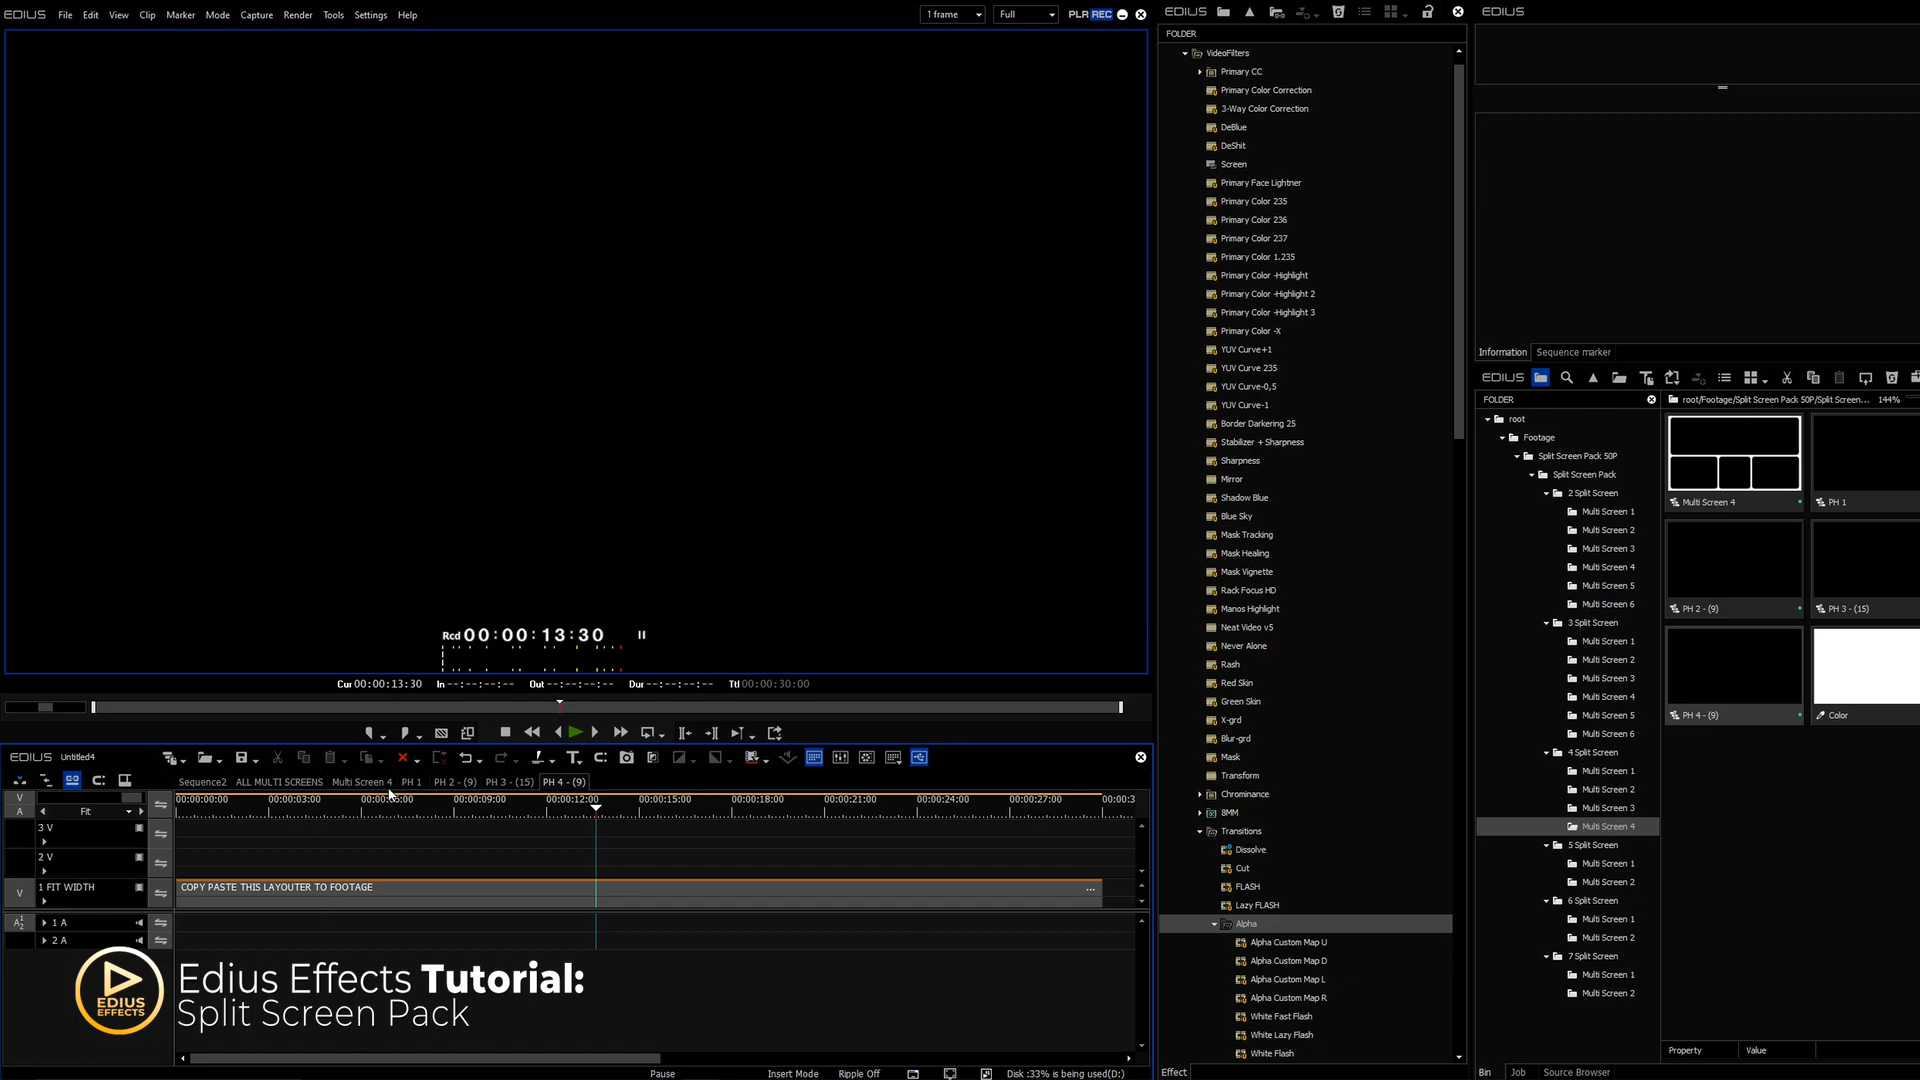 EDIUS File Edit View Clip Marker Mode Capture Render Tools Settings Help
1 frame Full PLR REC
Rcd 00:00:13:30
Cur 00:00:13:30 In --:--:--:-- Out --:--:--:-- Dur --:--:--:-- Ttl 00:00:30:00
EDIUS Untitled4
Sequence2 ALL MULTI SCREENS Multi Screen 4 PH 1 PH 2 - (9) PH 3 - (15) PH 4 - (9)
V
A
Fit
00:00:00:00 00:00:03:00 00:00:09:00 00:00:12:00 00:00:15:00 00:00:18:00 00:00:21:00 00:00:24:00 00:00:27:00 00:00:3
3 V
2 V
V 1 FIT WIDTH
COPY PASTE THIS LAYOUTER TO FOOTAGE ...
1 A
2 A
EDIUS EFFECTS
Edius Effects Tutorial:
Split Screen Pack
Pause Insert Mode Ripple Off Disk :33% is being used(D:)
EDIUS
FOLDER
VideoFilters
Primary CC
Primary Color Correction
3-Way Color Correction
DeBlue
DeShit
Screen
Primary Face Lightner
Primary Color 235
Primary Color 236
Primary Color 237
Primary Color 1.235
Primary Color -Highlight
Primary Color -Highlight 2
Primary Color -Highlight 3
Primary Color -X
YUV Curve+1
YUV Curve 235
YUV Curve-0,5
YUV Curve-1
Border Darkering 25
Stabilizer + Sharpness
Sharpness
Mirror
Shadow Blue
Blue Sky
Mask Tracking
Mask Healing
Mask Vignette
Rack Focus HD
Manos Highlight
Neat Video v5
Never Alone
Rash
Red Skin
Green Skin
X-grd
Blur-grd
Mask
Transform
Chrominance
8MM
Transitions
Dissolve
Cut
FLASH
Lazy FLASH
Alpha
Alpha Custom Map U
Alpha Custom Map D
Alpha Custom Map L
Alpha Custom Map R
White Fast Flash
White Lazy Flash
White Flash
Effect
EDIUS
Information Sequence marker
EDIUS
FOLDER
root
Footage
Split Screen Pack 50P
Split Screen Pack
2 Split Screen
Multi Screen 1
Multi Screen 2
Multi Screen 3
Multi Screen 4
Multi Screen 5
Multi Screen 6
3 Split Screen
Multi Screen 1
Multi Screen 2
Multi Screen 3
Multi Screen 4
Multi Screen 5
Multi Screen 6
4 Split Screen
Multi Screen 1
Multi Screen 2
Multi Screen 3
Multi Screen 4
5 Split Screen
Multi Screen 1
Multi Screen 2
6 Split Screen
Multi Screen 1
Multi Screen 2
7 Split Screen
Multi Screen 1
Multi Screen 2
root/Footage/Split Screen Pack 50P/Split Screen... 144%
Multi Screen 4 PH 1
PH 2 - (9) PH 3 - (15)
PH 4 - (9) Color
Property Value
Bin Job Source Browser